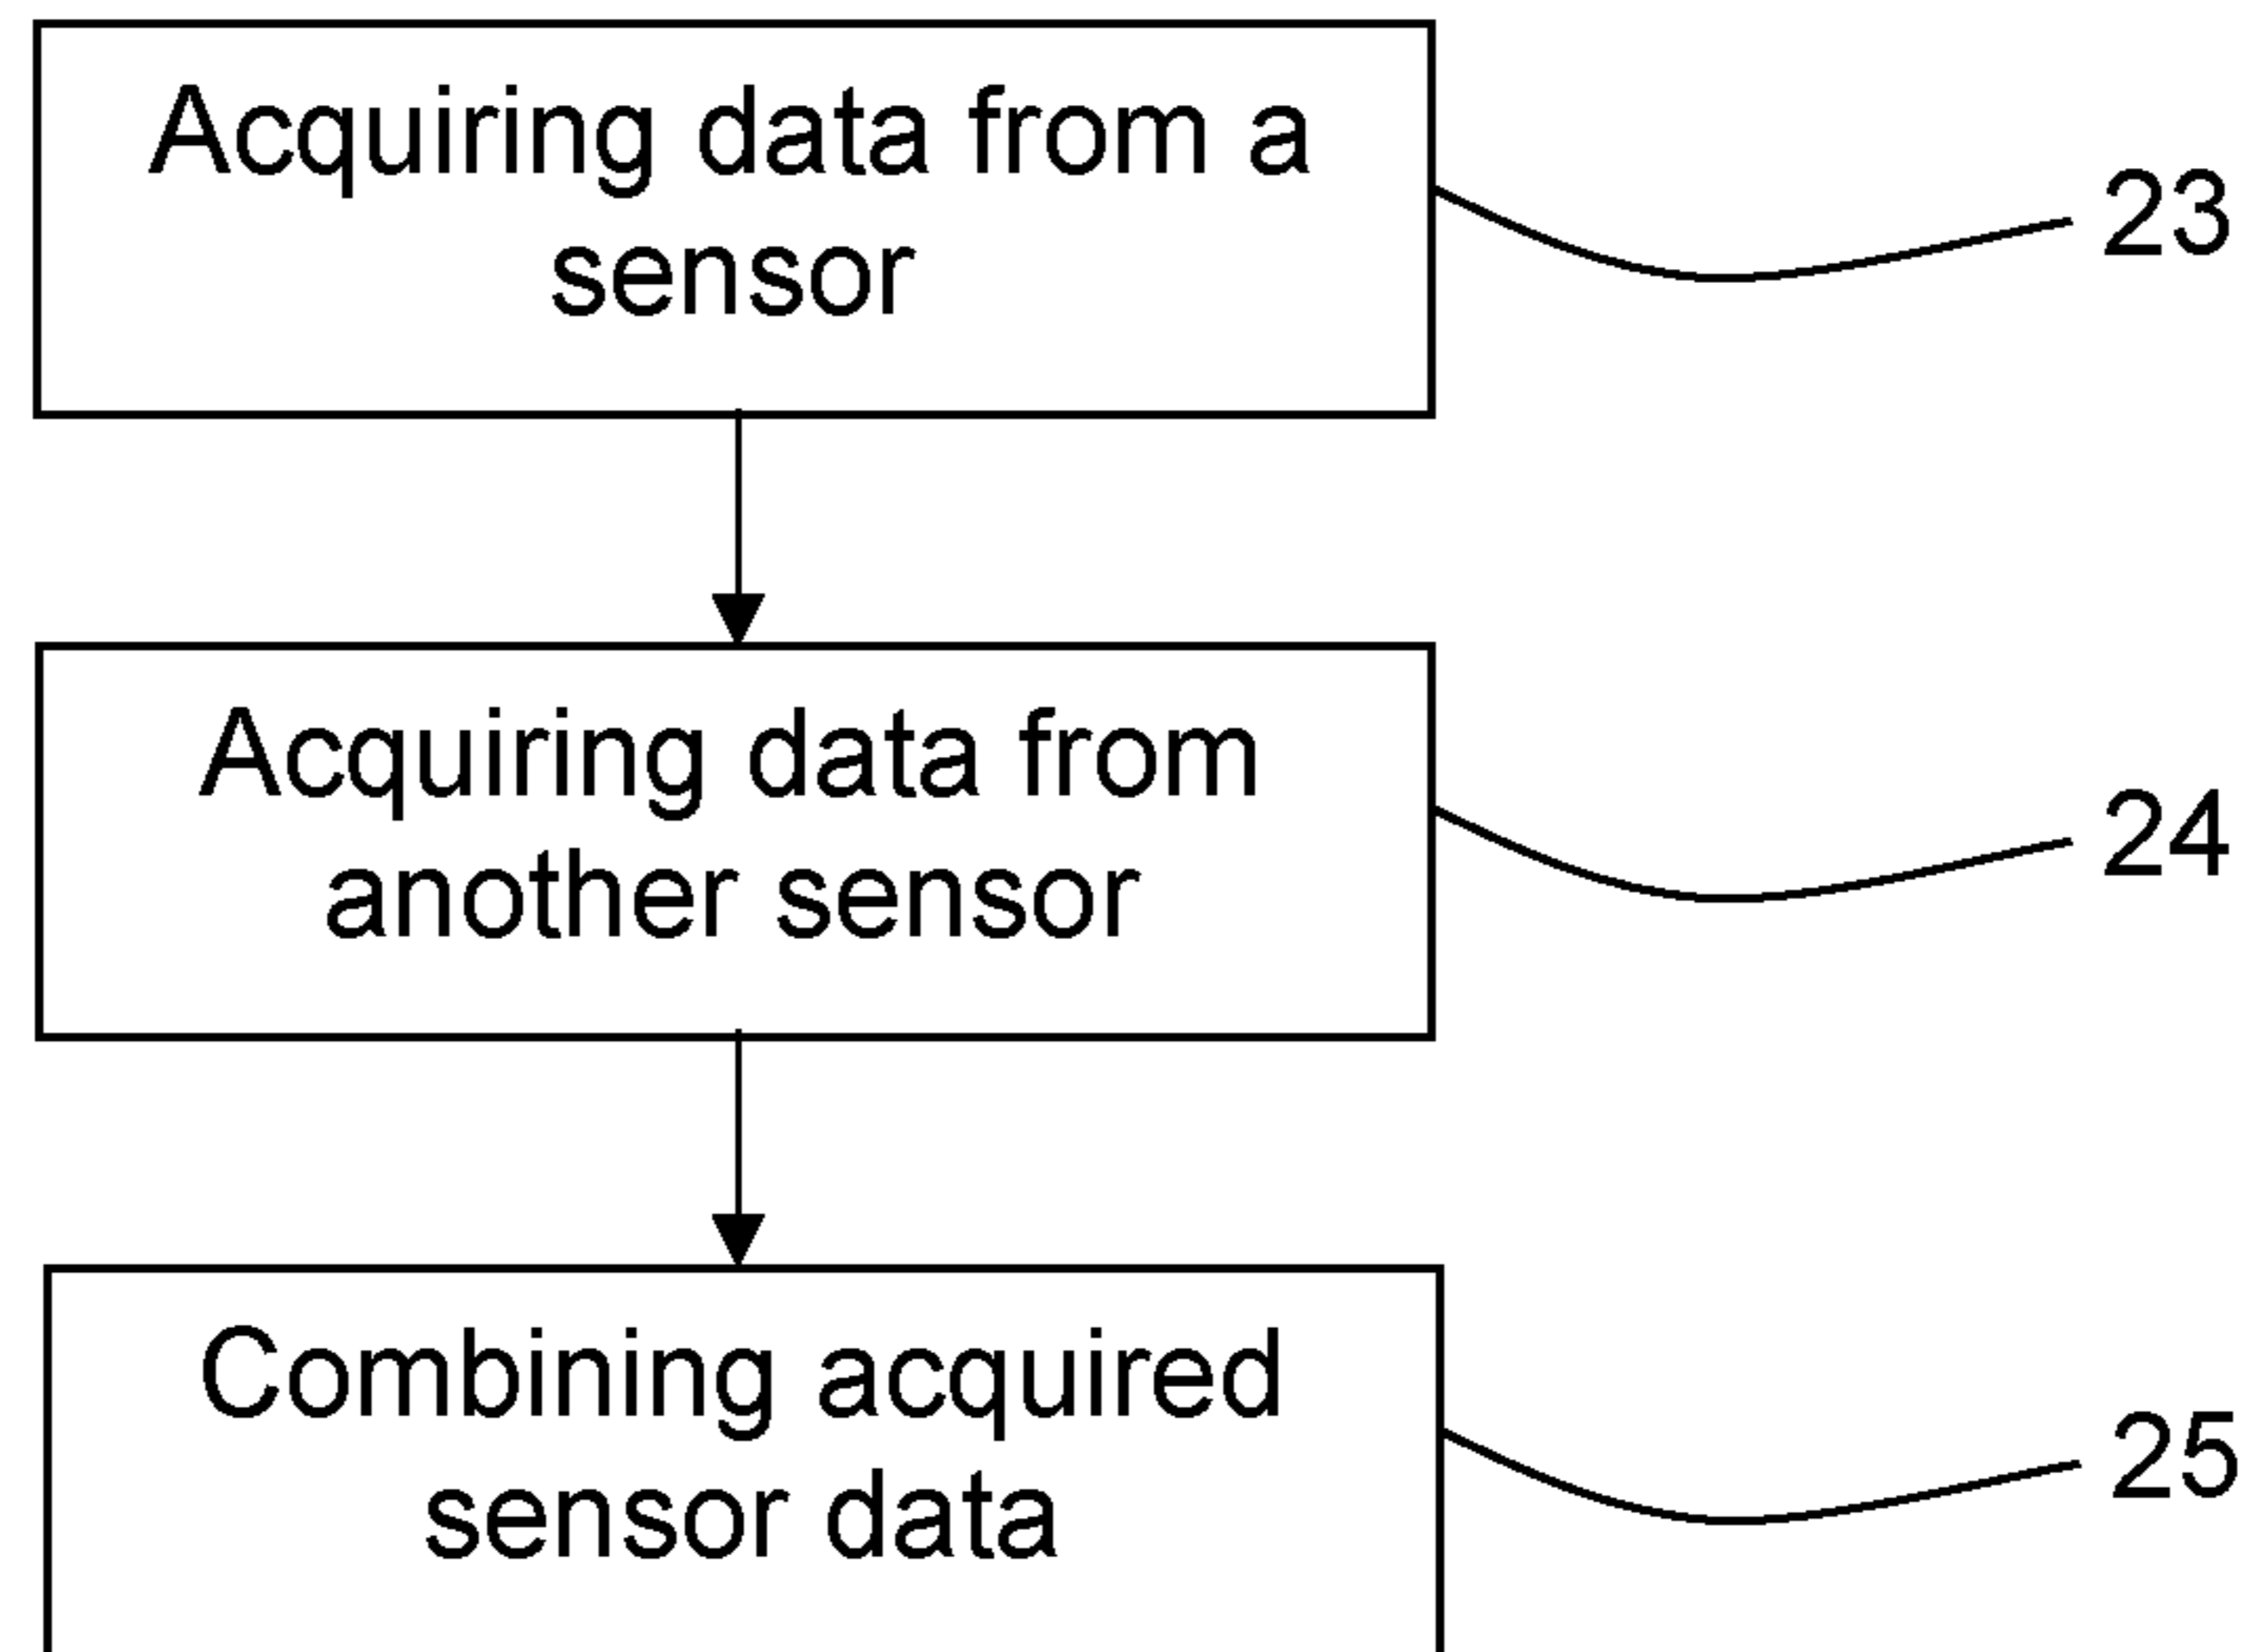 Acquiring data from a
sensor
23
Acquiring data from
another sensor
24
Combining acquired
sensor data
25